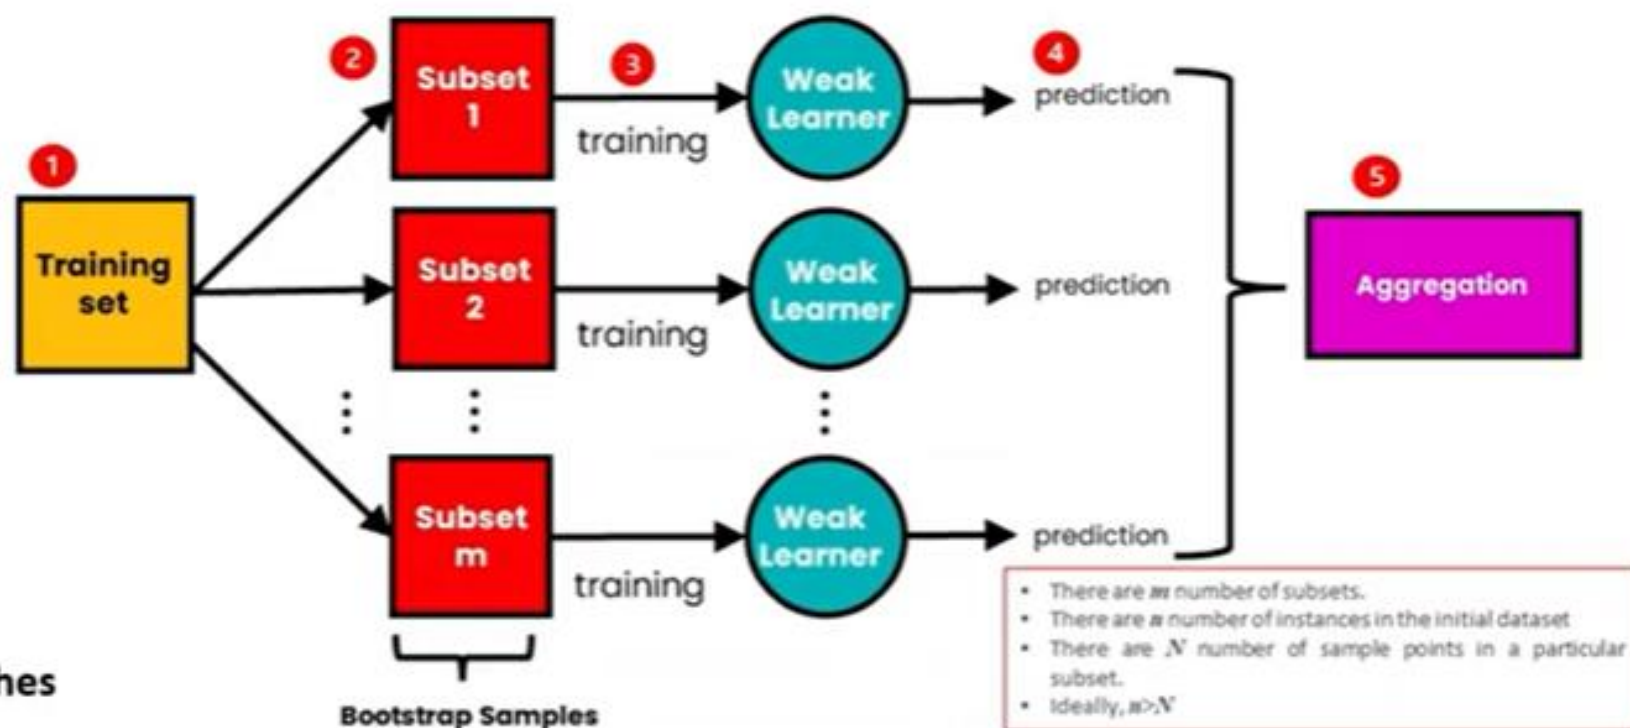 1
Training
set
2
Subset
1
3
training
Weak
Learner
4
prediction
Subset
2
training
Weak
Learner
prediction
Subset
m
training
Weak
Learner
prediction
5
Aggregation
Bootstrap Samples
• There are m number of subsets.
• There are n number of instances in the initial dataset
• There are N number of sample points in a particular
subset.
• Ideally, n>N
hes